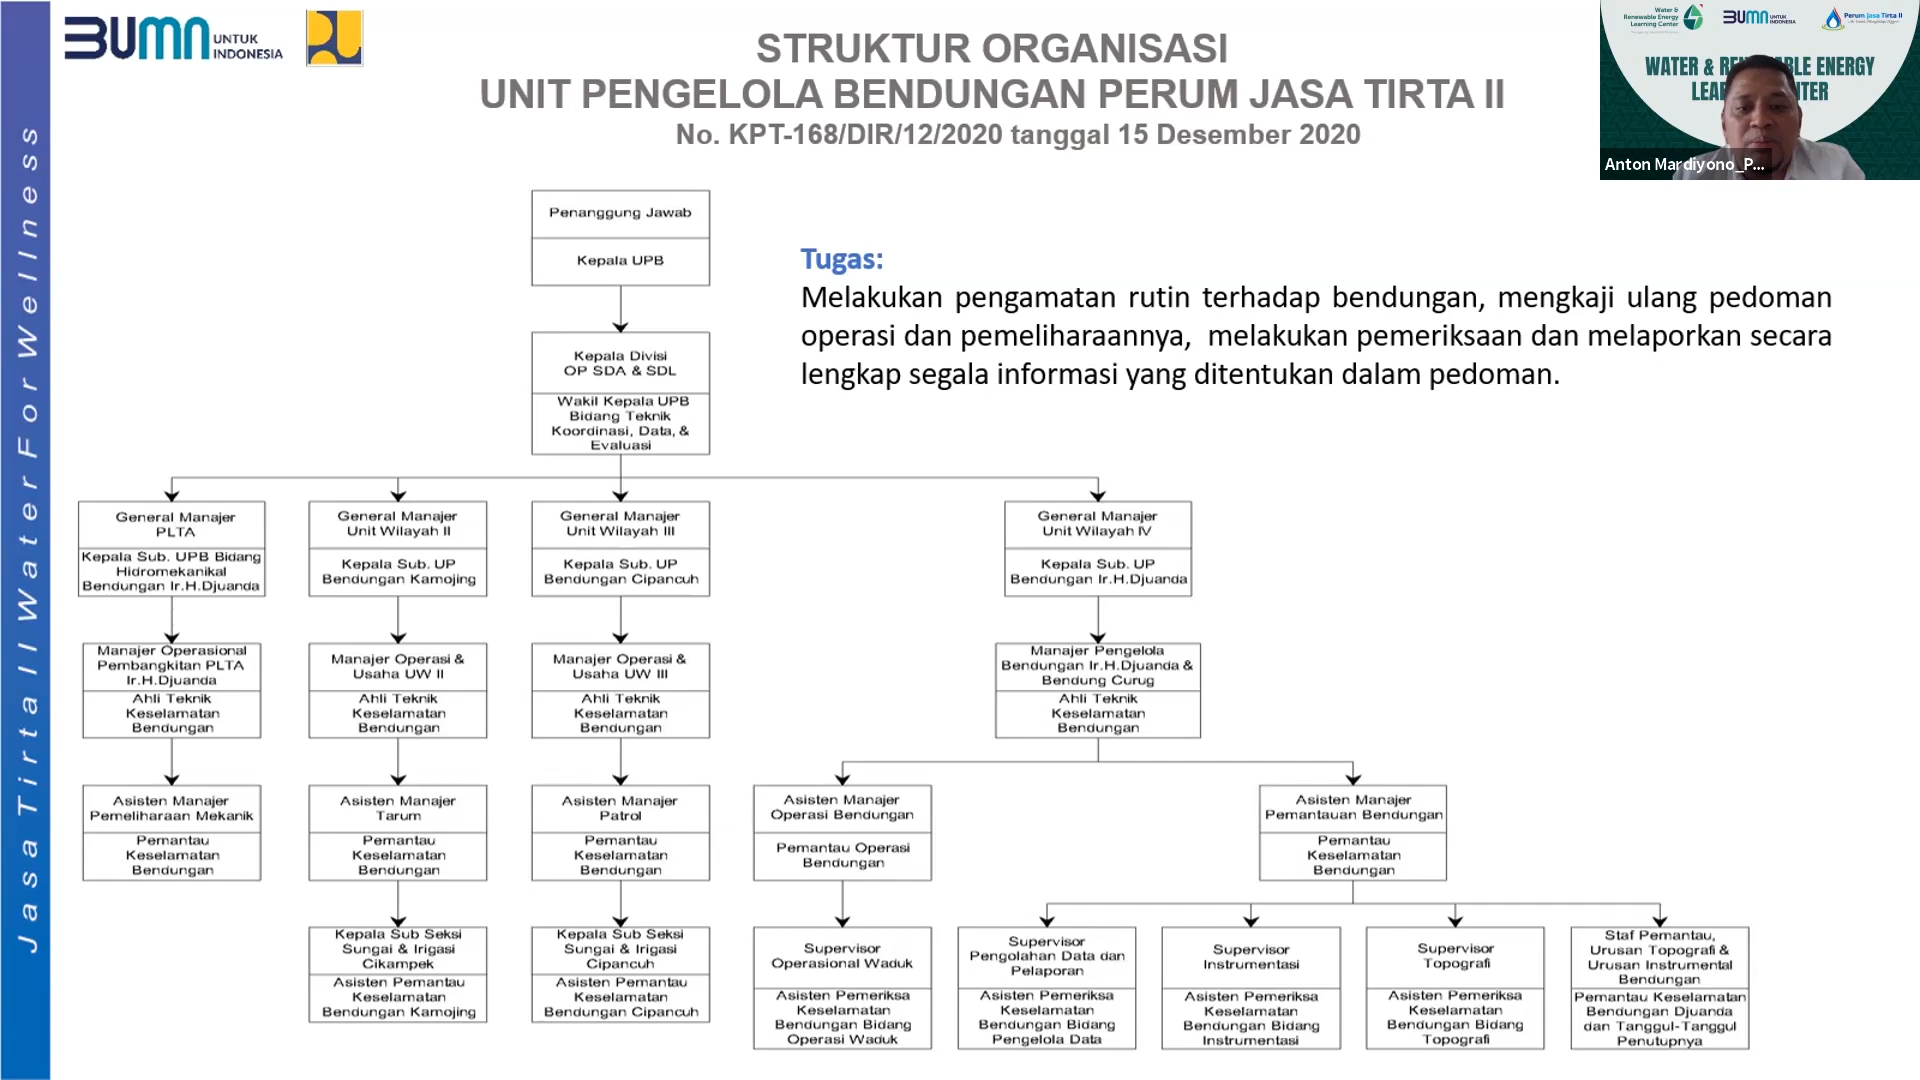 BUMN UNTUK
INDONESIA
STRUKTUR ORGANISASI
UNIT PENGELOLA BENDUNGAN PERUM JASA TIRTA II
No. KPT-168/DIR/12/2020 tanggal 15 Desember 2020
Water &
Renewable Energy
Learning Center
BUMN UNTUK
INDONESIA
Perum Jasa Tirta II
WATER & RENEWABLE ENERGY
Anton Mardiyono_P...
Jasa Tirta II Water For Wellness
Tugas:
Melakukan pengamatan rutin terhadap bendungan, mengkaji ulang pedoman
operasi dan pemeliharaannya, melakukan pemeriksaan dan melaporkan secara
lengkap segala informasi yang ditentukan dalam pedoman.
Penanggung Jawab
Kepala UPB
Kepala Divisi
OP SDA & SDL
Wakil Kepala UPB
Bidang Teknik
Koordinasi, Data, &
Evaluasi
General Manajer
PLTA
Kepala Sub. UPB Bidang
Hidromekanikal
Bendungan Ir.H.Djuanda
General Manajer
Unit Wilayah II
Kepala Sub. UP
Bendungan Kamojing
General Manajer
Unit Wilayah III
Kepala Sub. UP
Bendungan Cipancuh
General Manajer
Unit Wilayah IV
Kepala Sub. UP
Bendungan Ir.H.Djuanda
Manajer Operasional
Pembangkitan PLTA
Ir.H.Djuanda
Ahli Teknik
Keselamatan
Bendungan
Manajer Operasi &
Usaha UW II
Ahli Teknik
Keselamatan
Bendungan
Manajer Operasi &
Usaha UW III
Ahli Teknik
Keselamatan
Bendungan
Manajer Pengelola
Bendungan Ir.H.Djuanda &
Bendung Curug
Ahli Teknik
Keselamatan
Bendungan
Asisten Manajer
Pemeliharaan Mekanik
Pemantau
Keselamatan
Bendungan
Asisten Manajer
Tarum
Pemantau
Keselamatan
Bendungan
Asisten Manajer
Patrol
Pemantau
Keselamatan
Bendungan
Asisten Manajer
Operasi Bendungan
Pemantau Operasi
Bendungan
Asisten Manajer
Pemantauan Bendungan
Pemantau
Keselamatan
Bendungan
Kepala Sub Seksi
Sungai & Irigasi
Cikampek
Asisten Pemantau
Keselamatan
Bendungan Kamojing
Kepala Sub Seksi
Sungai & Irigasi
Cipancuh
Asisten Pemantau
Keselamatan
Bendungan Cipancuh
Supervisor
Operasional Waduk
Asisten Pemeriksa
Keselamatan
Bendungan Bidang
Operasi Waduk
Supervisor
Pengolahan Data dan
Pelaporan
Asisten Pemeriksa
Keselamatan
Bendungan Bidang
Pengelola Data
Supervisor
Instrumentasi
Asisten Pemeriksa
Keselamatan
Bendungan Bidang
Instrumentasi
Supervisor
Topografi
Asisten Pemeriksa
Keselamatan
Bendungan Bidang
Topografi
Staf Pemantau,
Urusan Topografi &
Urusan Instrumental
Bendungan
Pemantau Keselamatan
Bendungan Djuanda
dan Tanggul-Tanggul
Penutupnya